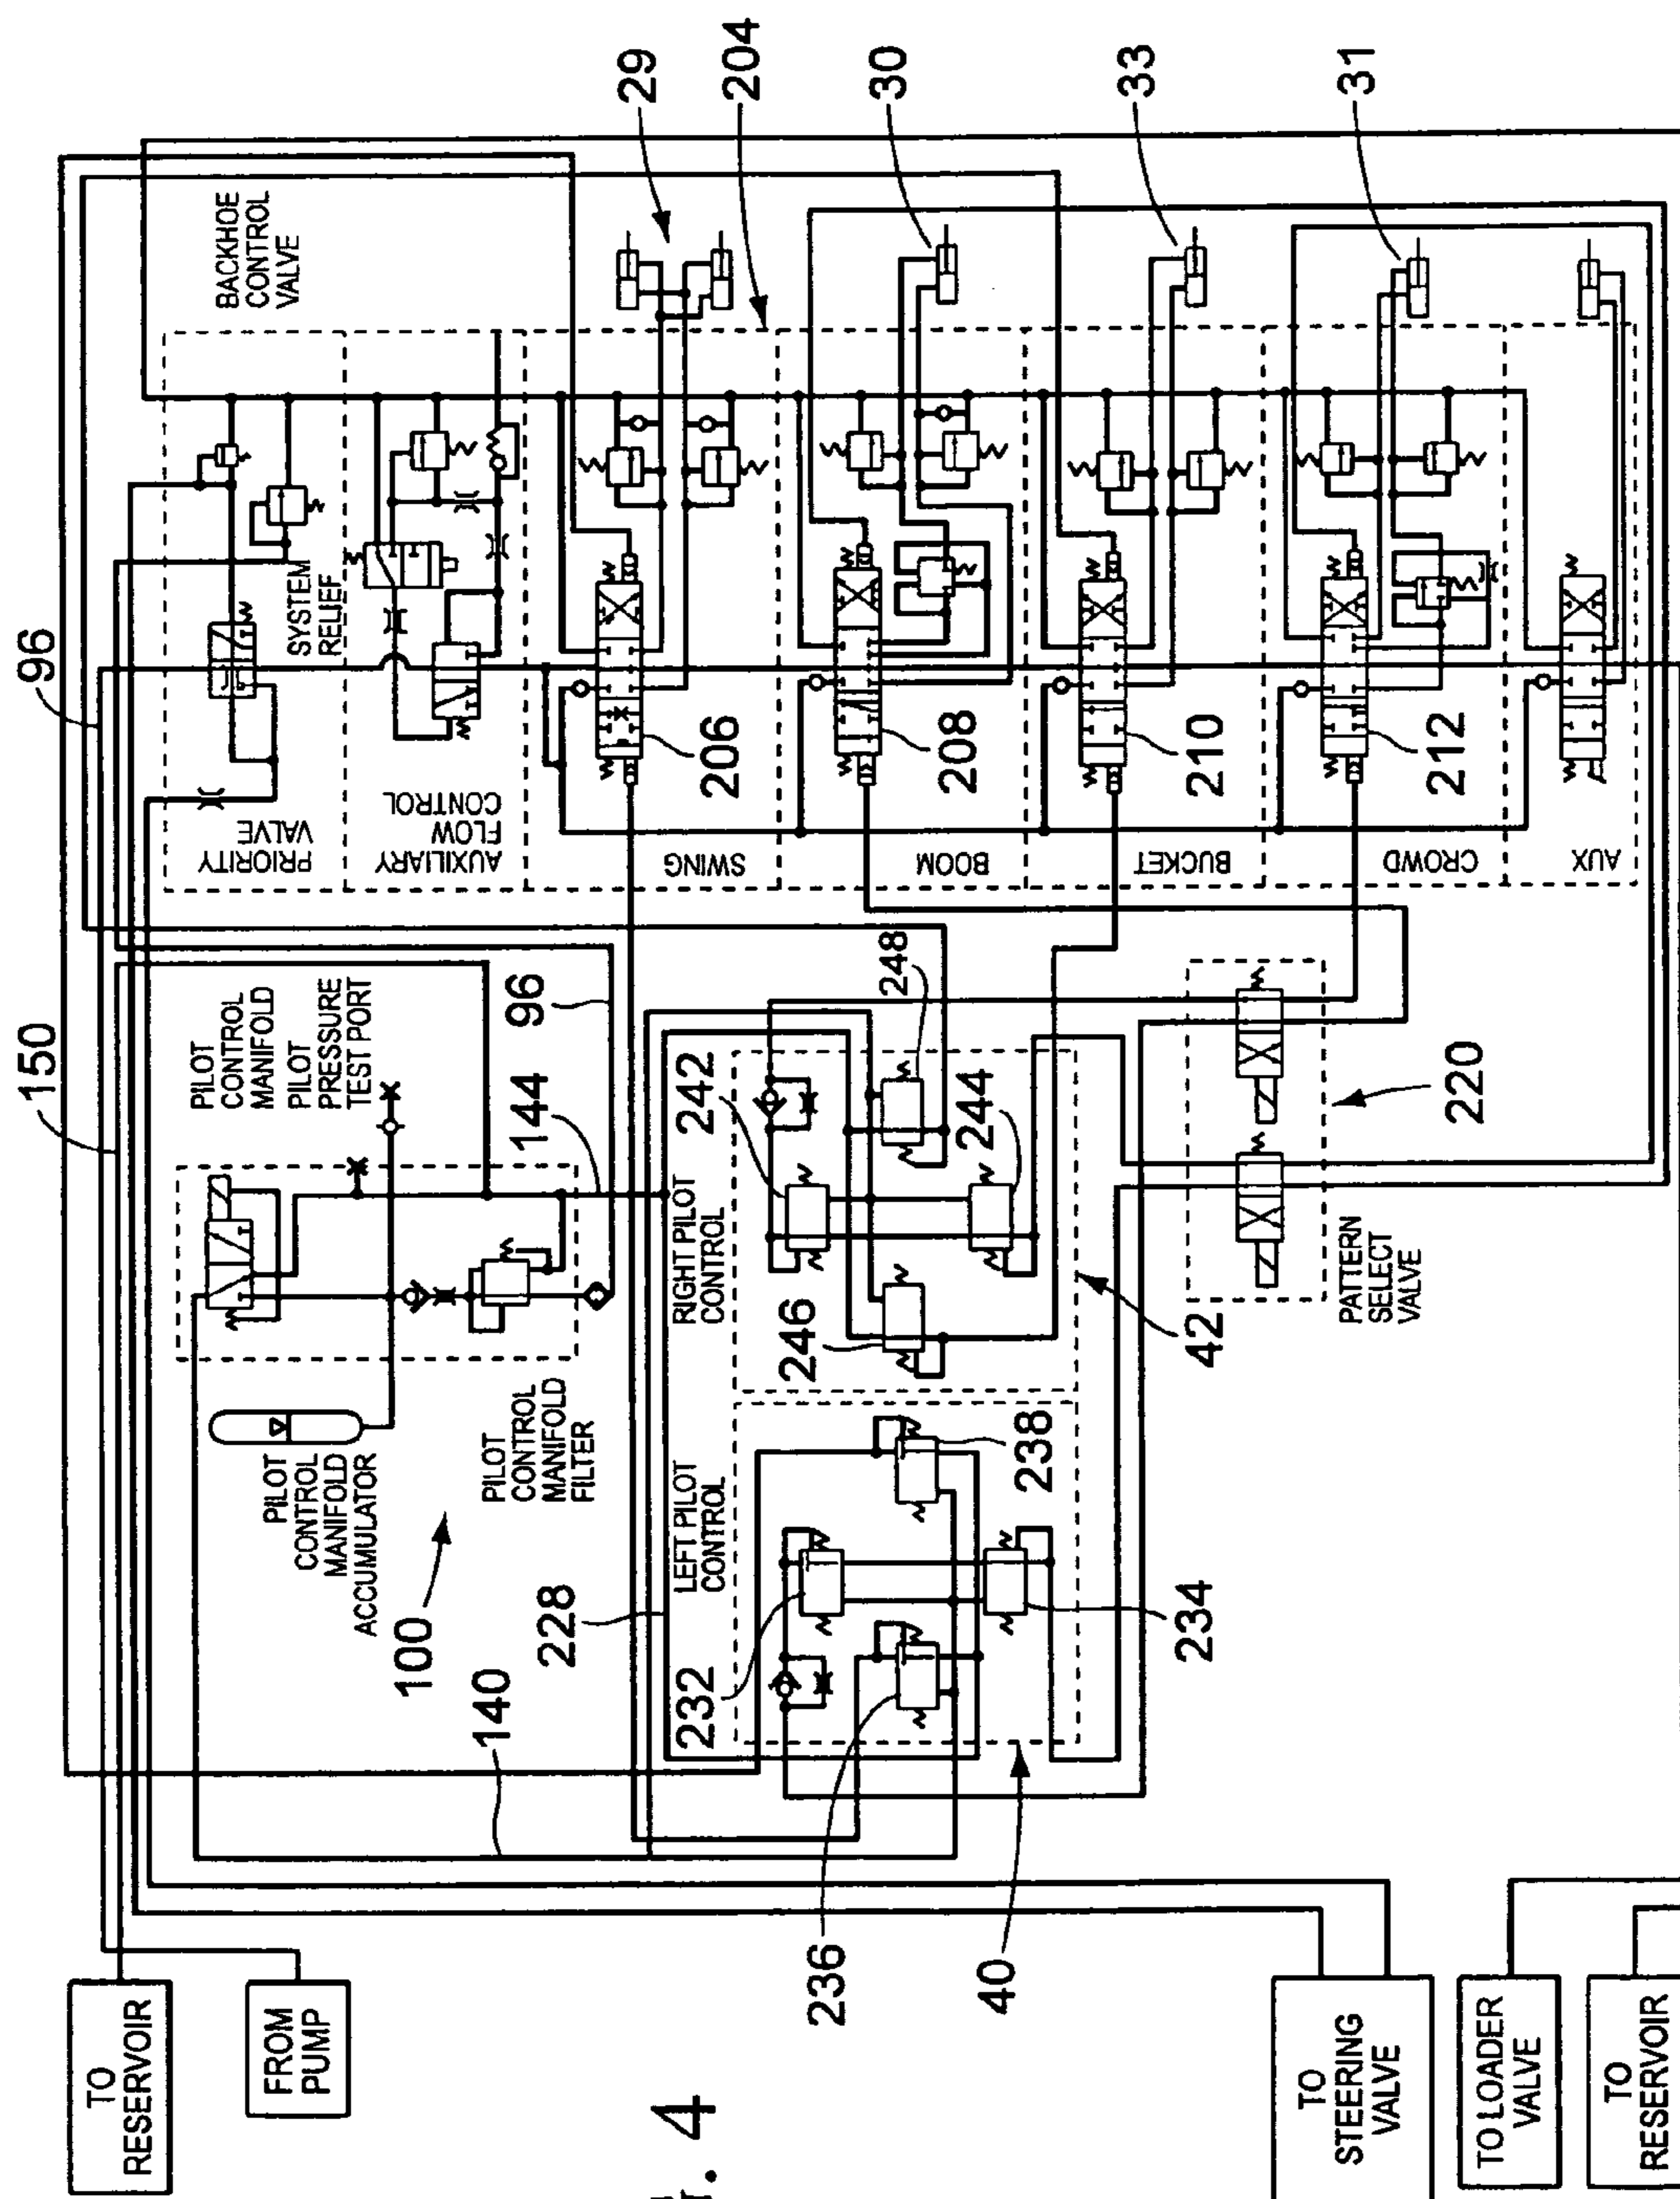 TO
RESERVOIR
FROM
PUMP
150
96
BACKHOE
CONTROL
VALVE
29
204
30
33
31
PRIORITY
VALVE
SYSTEM
RELIEF
AUXILIARY
FLOW
CONTROL
SWING
BOOM
BUCKET
CROWD
AUX
206
208
210
212
PILOT
CONTROL
MANIFOLD
PILOT
PRESSURE
TEST PORT
144
96
PILOT
CONTROL
MANIFOLD
ACCUMULATOR
PILOT
CONTROL
MANIFOLD
FILTER
100
228
140
LEFT PILOT
CONTROL
RIGHT PILOT
CONTROL
242
248
244
246
42
232
238
234
236
40
220
PATTERN
SELECT
VALVE
4
TO
STEERING
VALVE
TO LOADER
VALVE
TO
RESERVOIR